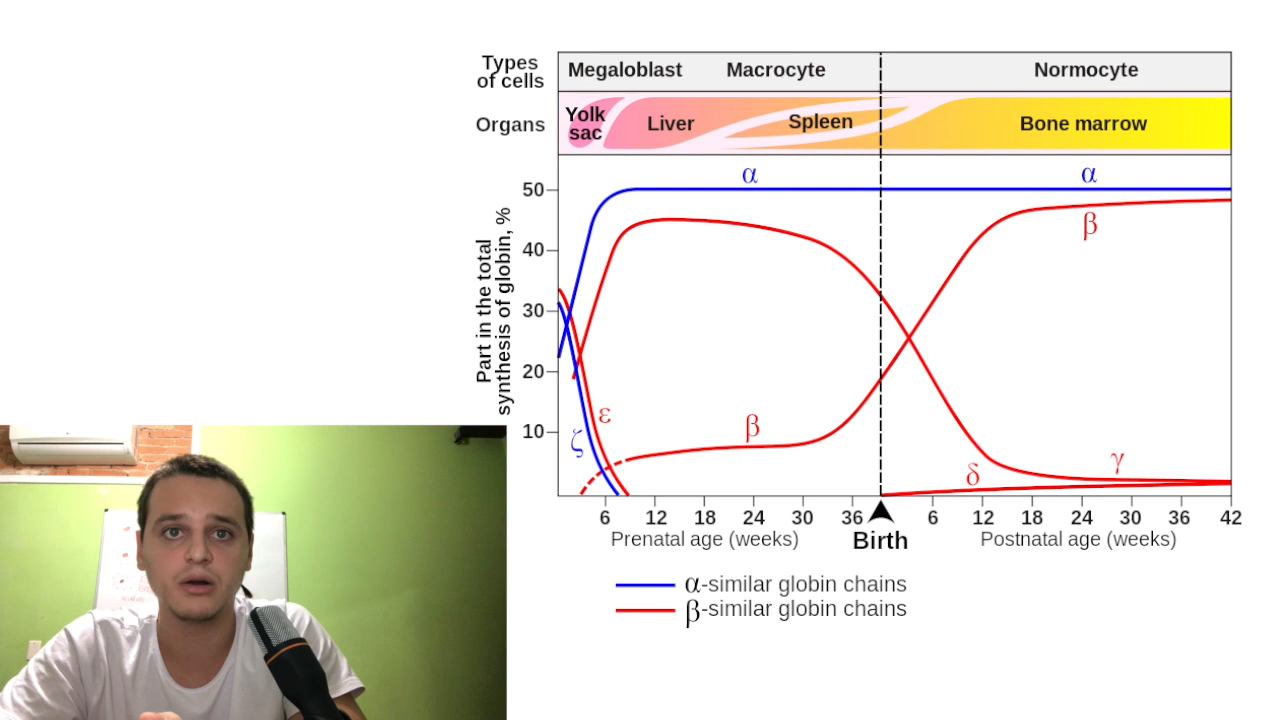 Types
of cells
Megaloblast
Macrocyte
Normocyte
Organs
Yolk
sac
Liver
Spleen
Bone marrow
Part in the total
synthesis of globin, %
50
40
30
20
10
α
α
β
ε
ζ
β
δ
γ
6 12 18 24 30 36 6 12 18 24 30 36 42
Prenatal age (weeks)
Birth
Postnatal age (weeks)
α-similar globin chains
β-similar globin chains